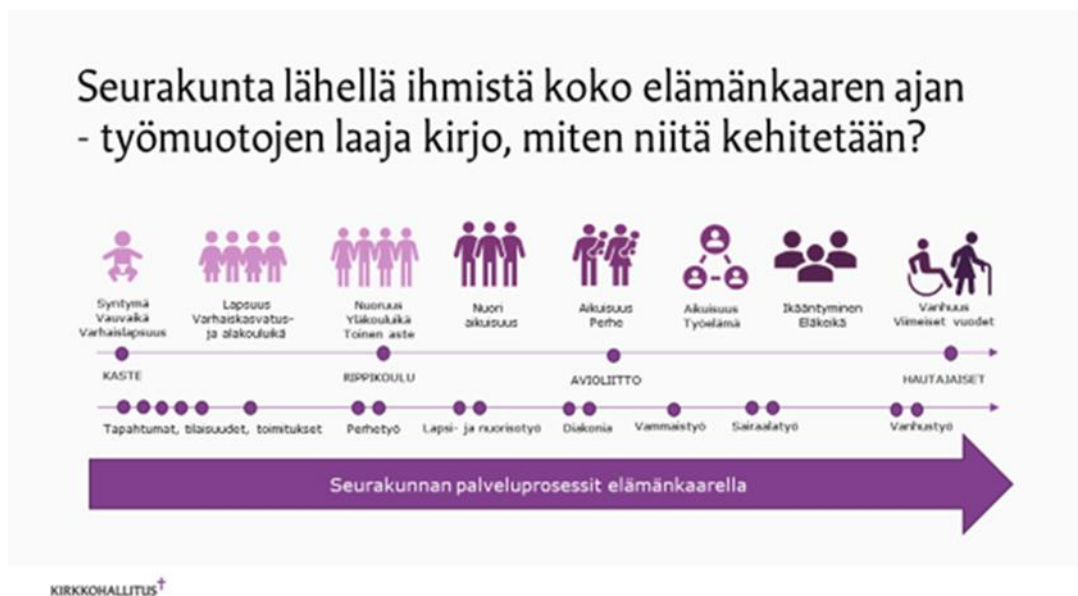 Seurakunta lähellä ihmistä koko elämänkaaren ajan
- työmuotojen laaja kirjo, miten niitä kehitetään?
Syntymä
Vauvaikä
Varhaislapsuus
Lapsuus
Varhaiskasvatus-
ja alakouluikä
Nuoruus
Yläkouluikä
Toinen aste
Nuori
aikuisuus
Aikuisuus
Perhe
Aikuisuus
Työelämä
Ikääntyminen
Eläkeikä
Vanhuus
Viimeiset vuodet
KASTE
RIPPIKOULU
AVIOLIITTO
HAUTAJAISET
Tapahtumat, tilaisuudet, toimitukset
Perhetyö
Lapsi- ja nuorisotyö
Diakonia
Vammaistyö
Sairaalatyö
Vanhustyö
Seurakunnan palveluprosessit elämänkaarella
KIRKKOHALLITUS